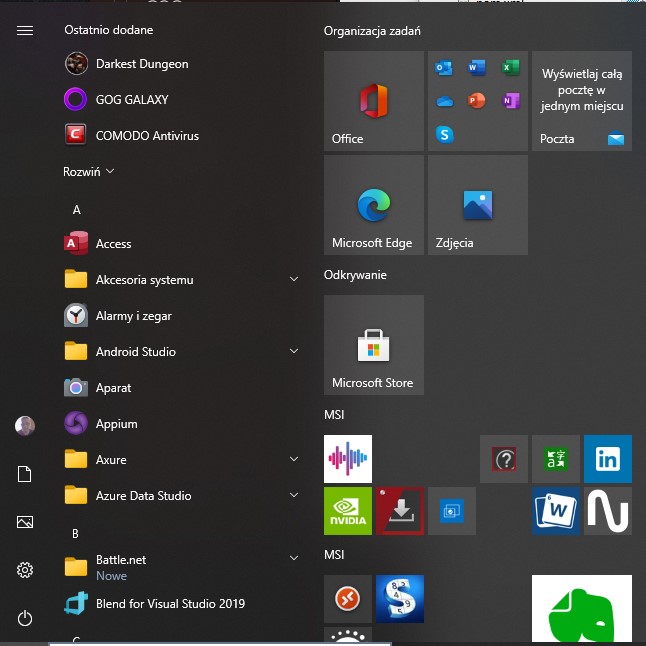 Ostatnio dodane
Darkest Dungeon
GOG GALAXY
COMODO Antivirus
Rozwiń
A
Access
Akcesoria systemu
Alarmy i zegar
Android Studio
Aparat
Appium
Axure
Azure Data Studio
B
Battle.net
Nowe
Blend for Visual Studio 2019
Organizacja zadań
Office
Wyświetlaj całą
pocztę w
jednym miejscu
Poczta
Microsoft Edge
Zdjęcia
Odkrywanie
Microsoft Store
MSI
NVIDIA
MSI